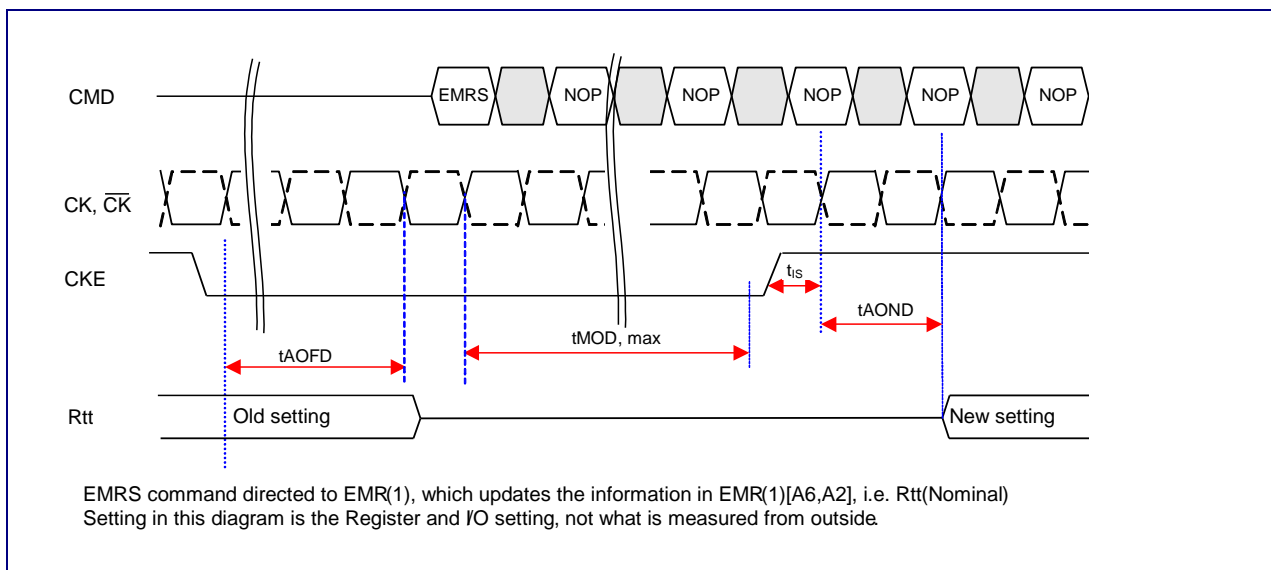 CMD
EMRS NOP NOP NOP NOP NOP
CK, CK
CKE
tIS
tAOND
tMOD, max
tAOFD
Rtt
Old setting
New setting
EMRS command directed to EMR(1), which updates the information in EMR(1)[A6,A2], i.e. Rtt(Nominal)
Setting in this diagram is the Register and I/O setting, not what is measured from outside.